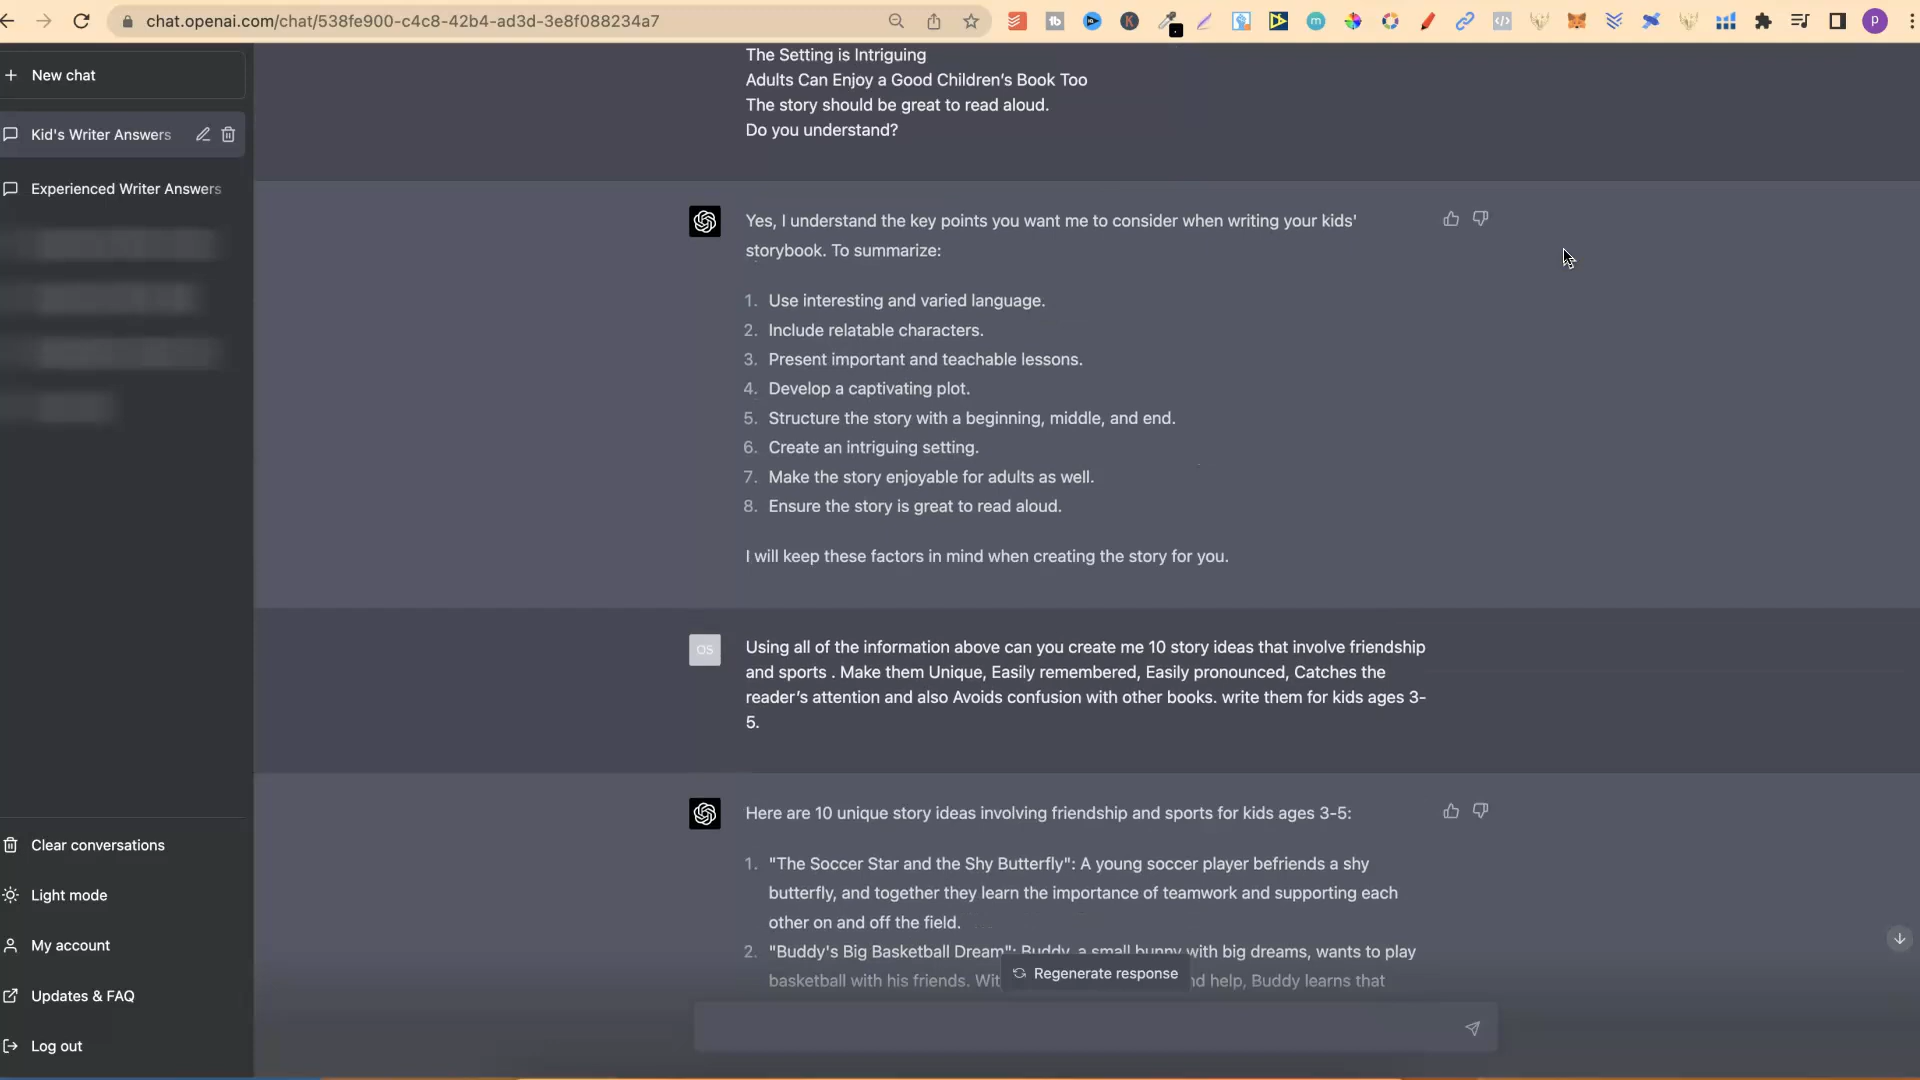 chat.openai.com/chat/538fe900-c4c8-42b4-ad3d-3e8f088234a7
P
New chat
Kid's Writer Answers
Experienced Writer Answers
Clear conversations
Light mode
My account
Updates & FAQ
Log out
The Setting is Intriguing
Adults Can Enjoy a Good Children's Book Too
The story should be great to read aloud.
Do you understand?
Yes, I understand the key points you want me to consider when writing your kids'
storybook. To summarize:
1. Use interesting and varied language.
2. Include relatable characters.
3. Present important and teachable lessons.
4. Develop a captivating plot.
5. Structure the story with a beginning, middle, and end.
6. Create an intriguing setting.
7. Make the story enjoyable for adults as well.
8. Ensure the story is great to read aloud.
I will keep these factors in mind when creating the story for you.
OS
Using all of the information above can you create me 10 story ideas that involve friendship
and sports . Make them Unique, Easily remembered, Easily pronounced, Catches the
reader's attention and also Avoids confusion with other books. write them for kids ages 3-
5.
Here are 10 unique story ideas involving friendship and sports for kids ages 3-5:
1. "The Soccer Star and the Shy Butterfly": A young soccer player befriends a shy
butterfly, and together they learn the importance of teamwork and supporting each
other on and off the field.
2. "Buddy's Big Basketball Dream": Buddy, a small bunny with big dreams, wants to play
basketball with his friends. Wit nd help, Buddy learns that
Regenerate response